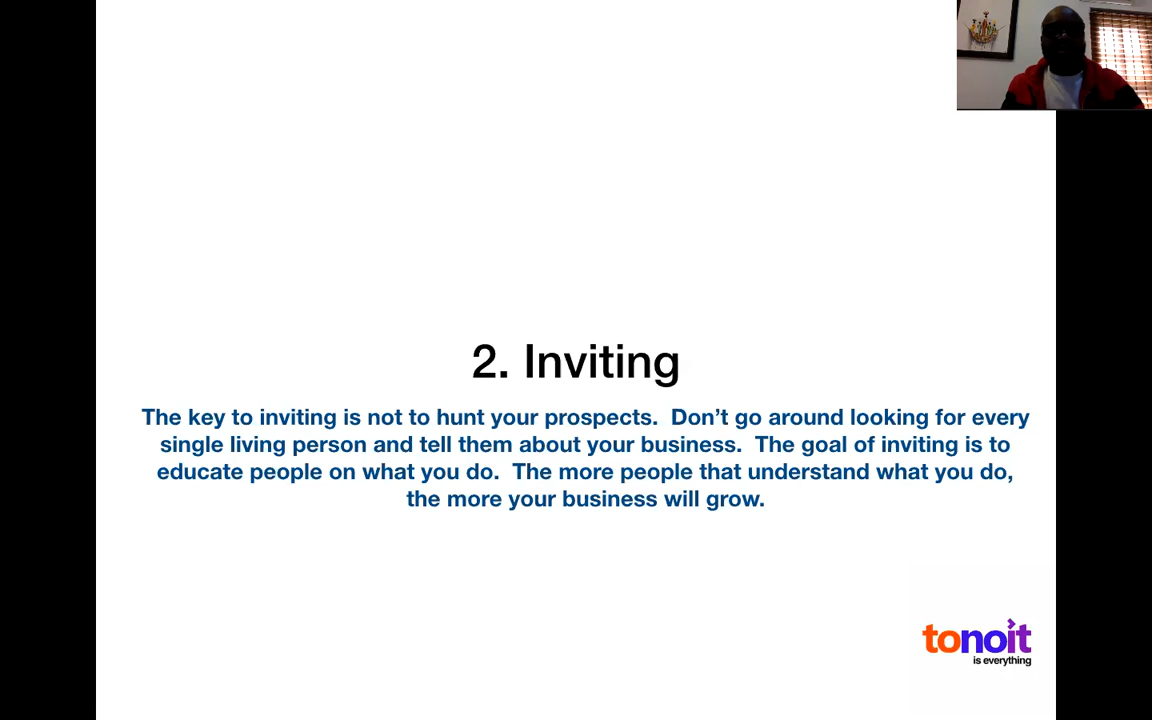 2. Inviting
The key to inviting is not to hunt your prospects.  Don’t go around looking for every
single living person and tell them about your business.  The goal of inviting is to
educate people on what you do.  The more people that understand what you do,
the more your business will grow.
tonoit
is everything